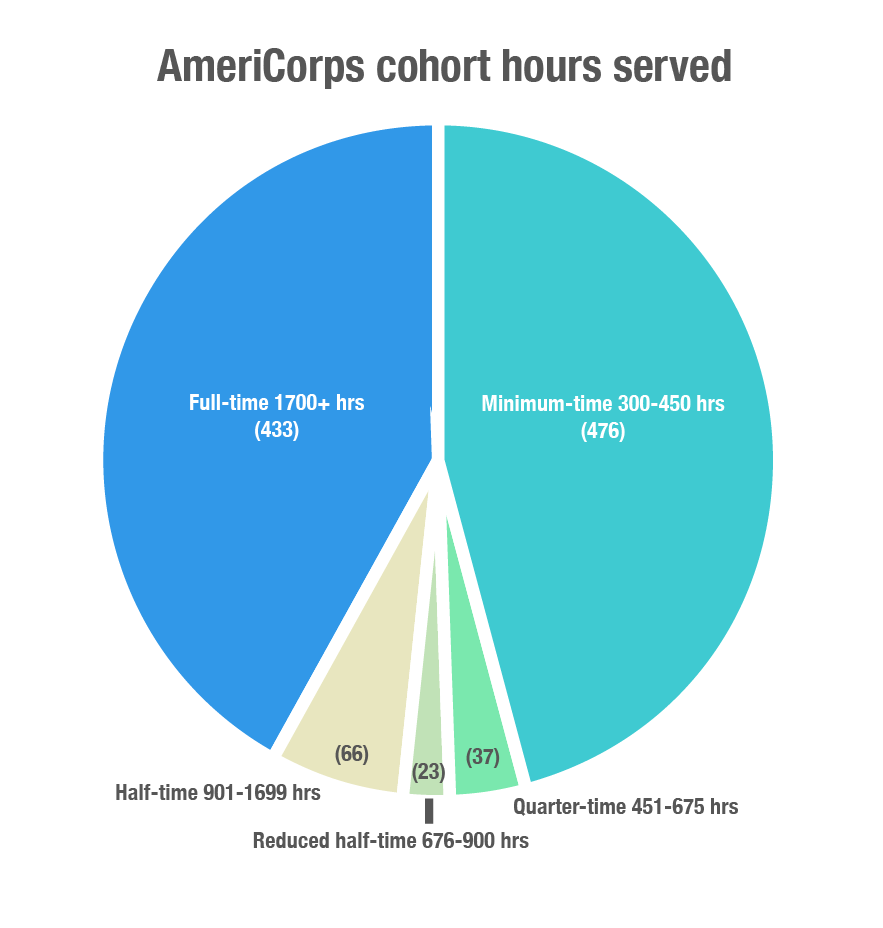 AmeriCorps cohort hours served
Full-time 1700+ hrs
(433)
Minimum-time 300-450 hrs
(476)
(66)
(23)
(37)
Half-time 901-1699 hrs
Quarter-time 451-675 hrs
Reduced half-time 676-900 hrs